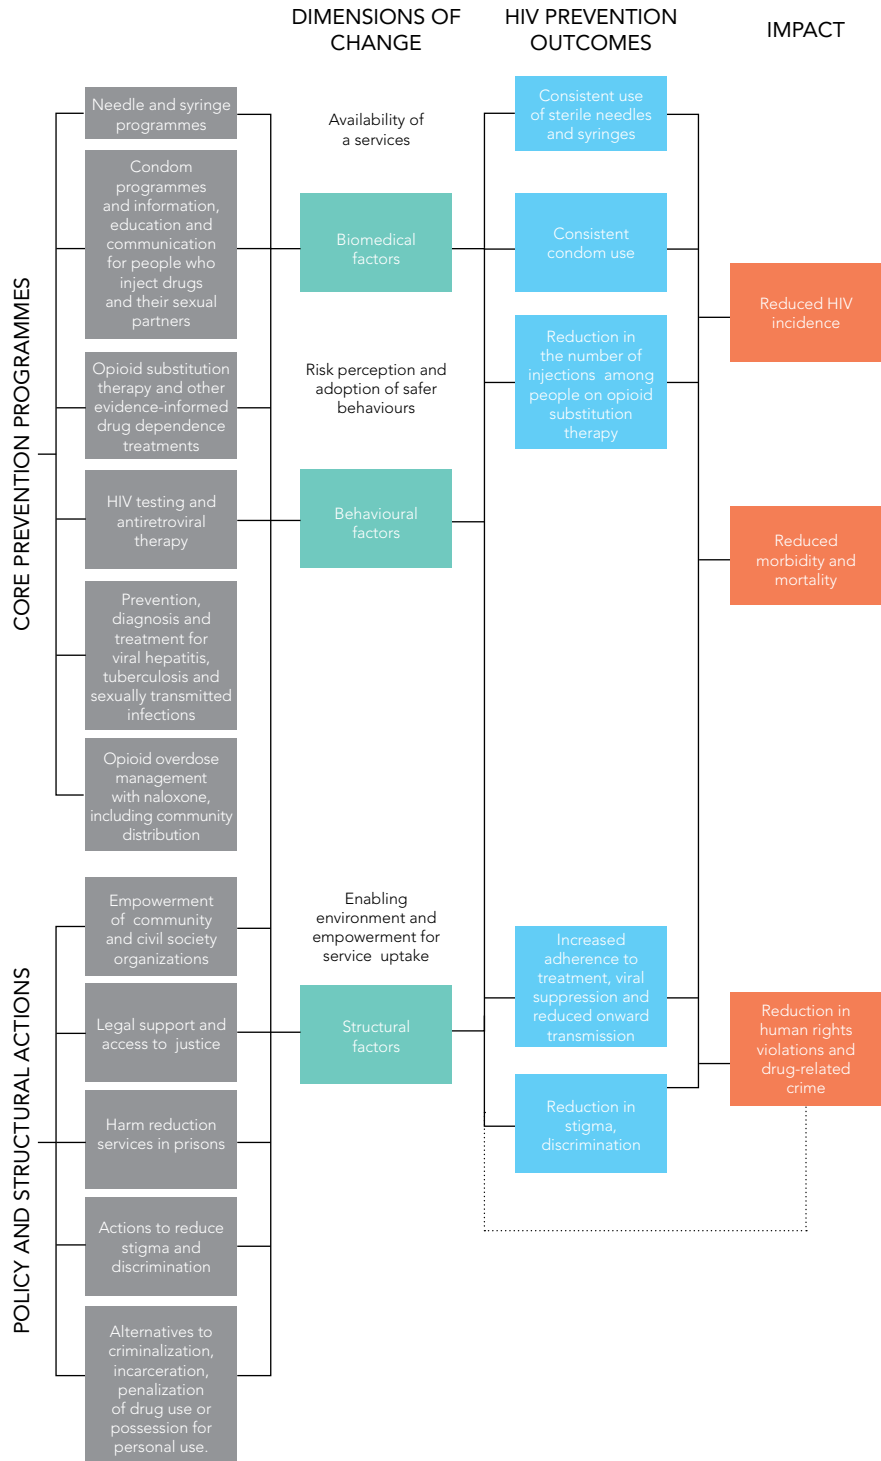 DIMENSIONS OF
CHANGE
HIV PREVENTION
OUTCOMES
IMPACT
CORE PREVENTION PROGRAMMES
Needle and syringe
programmes
Condom
programmes
and information,
education and
communication
for people who
inject drugs
and their sexual
partners
Opioid substitution
therapy and other
evidence-informed
drug dependence
treatments
HIV testing and
antiretroviral
therapy
Prevention,
diagnosis and
treatment for
viral hepatitis,
tuberculosis and
sexually transmitted
infections
Opioid overdose
management
with naloxone,
including community
distribution
POLICY AND STRUCTURAL ACTIONS
Empowerment
of community
and civil society
organizations
Legal support and
access to justice
Harm reduction
services in prisons
Actions to reduce
stigma and
discrimination
Alternatives to
criminalization,
incarceration,
penalization
of drug use or
possession for
personal use.
Availability of
a services
Biomedical
factors
Risk perception and
adoption of safer
behaviours
Behavioural
factors
Enabling
environment and
empowerment for
service uptake
Structural
factors
Consistent use
of sterile needles
and syringes
Consistent
condom use
Reduction in
the number of
injections among
people on opioid
substitution
therapy
Increased
adherence to
treatment, viral
suppression and
reduced onward
transmission
Reduction in
stigma,
discrimination
Reduced HIV
incidence
Reduced
morbidity and
mortality
Reduction in
human rights
violations and
drug-related
crime